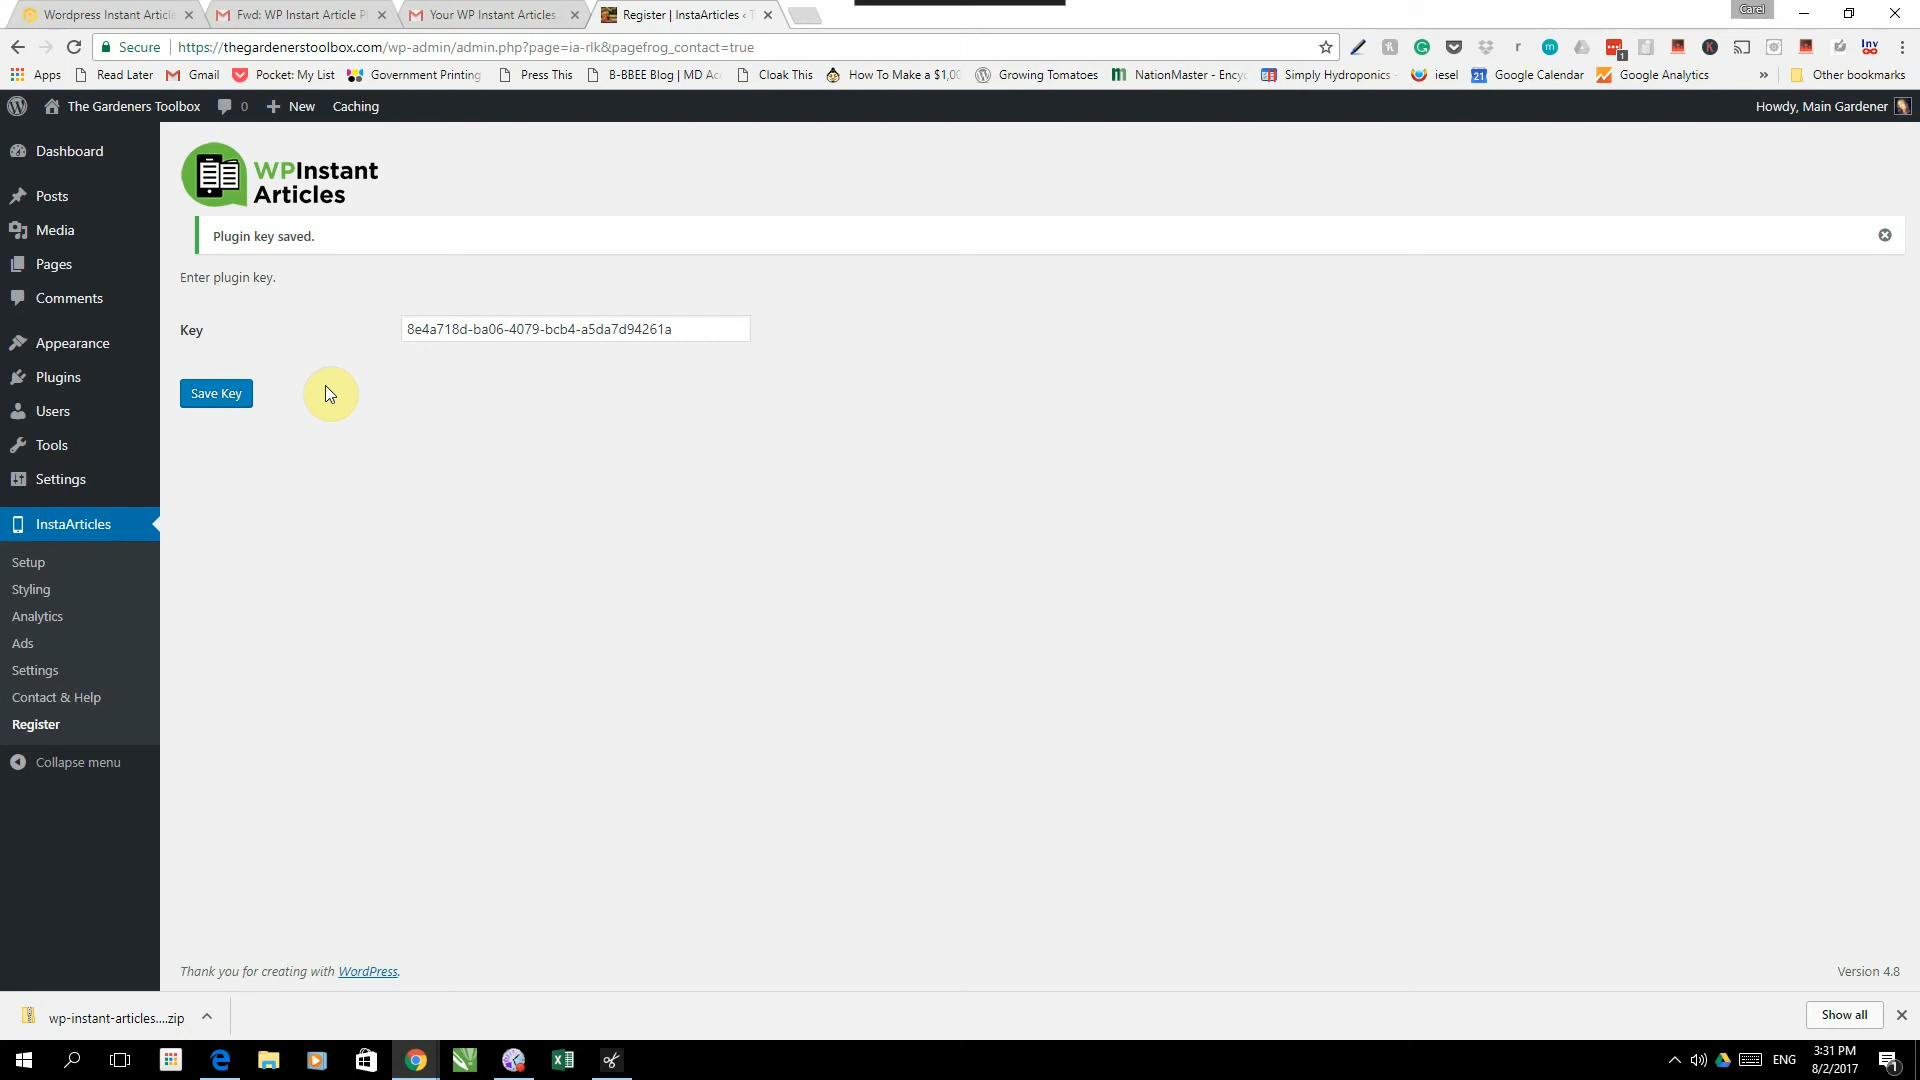 Wordpress Instant Article
Fwd: WP Instart Article P
Your WP Instant Articles
Register | InstaArticles ‹ T
Carel
Secure
https://thegardenerstoolbox.com/wp-admin/admin.php?page=ia-rlk&pagefrog_contact=true
Apps
Read Later
Gmail
Pocket: My List
Government Printing
Press This
B-BBEE Blog | MD Ac
Cloak This
How To Make a $1,00
Growing Tomatoes
NationMaster - Ency
Simply Hydroponics
iesel
Google Calendar
Google Analytics
»
Other bookmarks
The Gardeners Toolbox
0
New
Caching
Howdy, Main Gardener
Dashboard
Posts
Media
Pages
Comments
Appearance
Plugins
Users
Tools
Settings
InstaArticles
Setup
Styling
Analytics
Ads
Settings
Contact & Help
Register
Collapse menu
WPInstant
Articles
Plugin key saved.
Enter plugin key.
Key
8e4a718d-ba06-4079-bcb4-a5da7d94261a
Save Key
Thank you for creating with WordPress.
Version 4.8
wp-instant-articles....zip
Show all
ENG
3:31 PM
8/2/2017
1